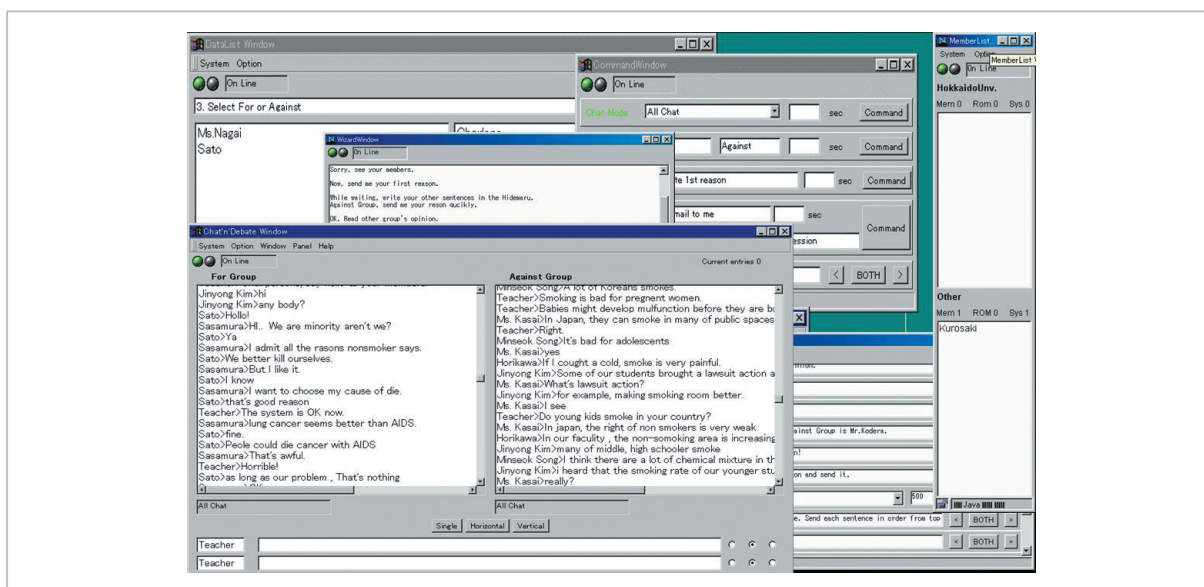 DataList Window
System Option
On Line
3. Select For or Against
Ms.Nagai
Sato
CommandWindow
On Line
Chat Mode All Chat sec Command
Against sec Command
te 1st reason sec Command
mail to me sec
ession Command
< BOTH >
MemberList_
System Option
MemberList
On Line
HokkaidoUnv.
Mem 0 Rom 0 Sys 0
Other
Mem 1 ROM 0 Sys 1
Kurosaki
Java
WizardWindow
On Line
Sorry, see your members.
Now, send me your first reason.
While waiting, write your other sentences in the Hidemaru.
Against Group, send me your reson qucikly.
OK. Read other group's opinion.
Chat'n'Debate Window
System Option Window Panel Help
On Line
Current entries 0
For Group
Jinyong Kim>hi
Jinyong Kim>any body?
Sato>Hollo!
Sasamura>HI.. We are minority aren't we?
Sato>Ya
Sasamura>I admit all the rasons nonsmoker says.
Sato>We better kill ourselves.
Sasamura>But I like it.
Sato>I know
Sasamura>I want to choose my cause of die.
Sato>that's good reason
Teacher>The system is OK now.
Sasamura>lung cancer seems better than AIDS.
Sato>fine.
Sato>Peole could die cancer with AIDS
Sasamura>That's awful.
Teacher>Horrible!
Sato>as long as our problem , That's nothing
All Chat
Against Group
Minseok Song>A lot of Koreans smokes.
Teacher>Smoking is bad for pregnent women.
Teacher>Babies might develop mulfunction before they are bo
Ms. Kasai>In Japan, they can smoke in many of public spaces
Teacher>Right.
Minseok Song>It's bad for adolescents
Ms. Kasai>yes
Horikawa>If I cought a cold, smoke is very painful.
Jinyong Kim>Some of our students brought a lawsuit action a
Ms. Kasai>What's lawsuit action?
Jinyong Kim>for example, making smoking room better.
Ms. Kasai>I see
Teacher>Do young kids smoke in your country?
Ms. Kasai>In japan, the right of non smokers is very weak
Horikawa>In our faculity , the non-somoking area is increasing
Jinyong Kim>many of middle, high schooler smoke
Minseok Song>I think there are a lot of chemical mixture in th
Jinyong Kim>i heard that the smoking rate of our younger stu
Ms. Kasai>really?
All Chat
Single Horizontal Vertical
Teacher
Teacher
ainst Group is Mr.Kodera.
n!
on and send it.
500
e. Send each sentence in order from top < BOTH >
< BOTH >